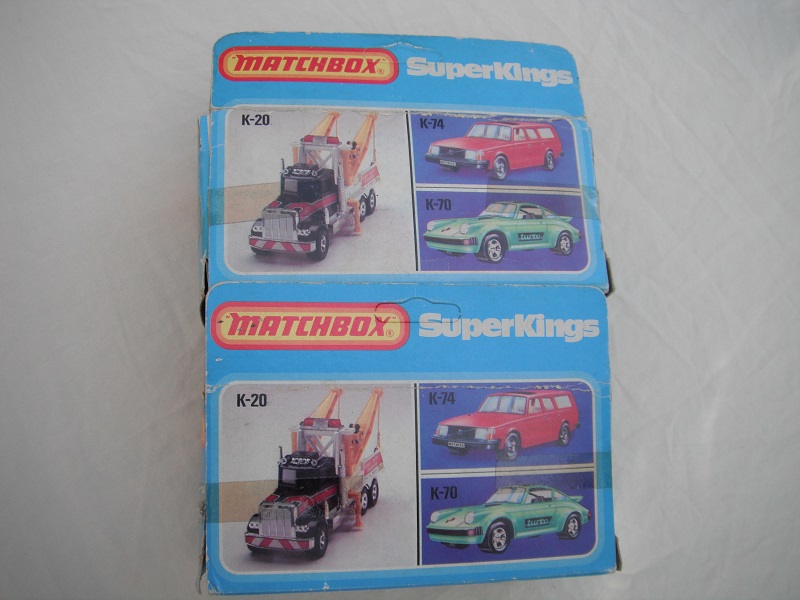 "MATCHBOX"® SuperKings
K-20
K-74
K-70
turbo
"MATCHBOX"® SuperKings
K-20
K-74
K-70
turbo